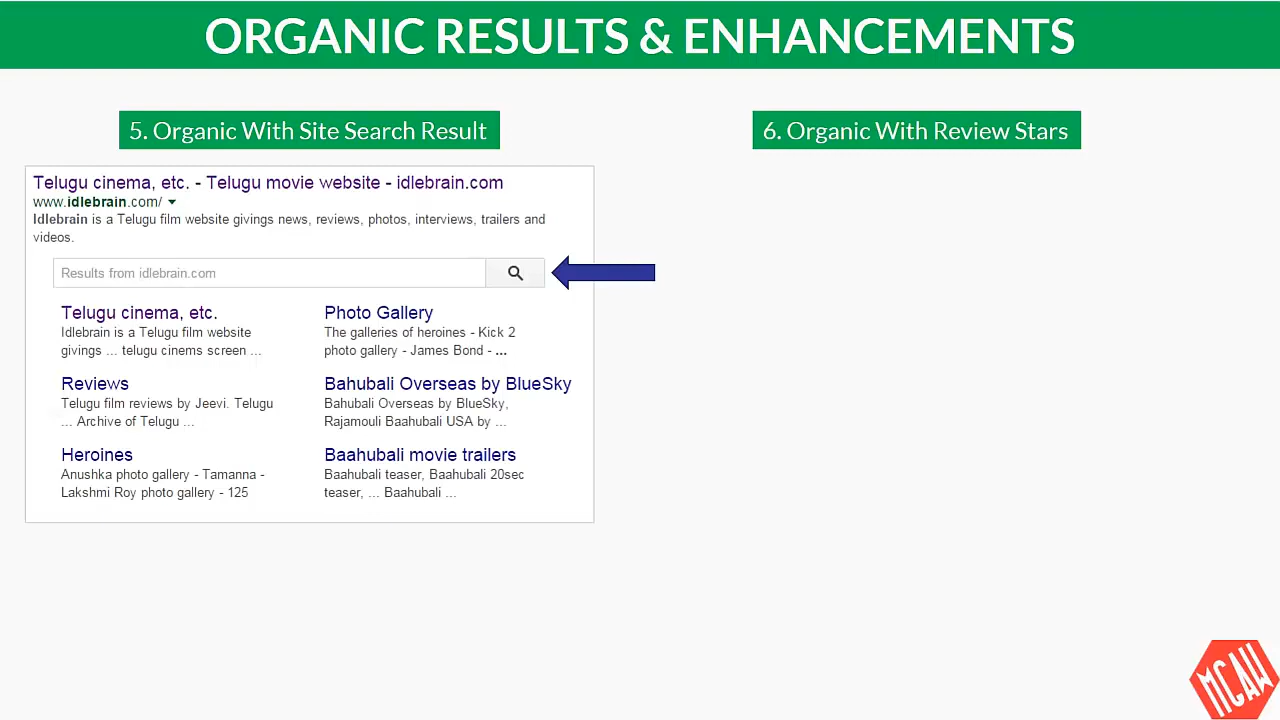 ORGANIC RESULTS & ENHANCEMENTS
5. Organic With Site Search Result
6. Organic With Review Stars
Telugu cinema, etc. - Telugu movie website - idlebrain.com
www.idlebrain.com/
Idlebrain is a Telugu film website givings news, reviews, photos, interviews, trailers and
videos.
Results from idlebrain.com
Telugu cinema, etc.
Idlebrain is a Telugu film website
givings ... telugu cinems screen ...
Photo Gallery
The galleries of heroines - Kick 2
photo gallery - James Bond - ...
Reviews
Telugu film reviews by Jeevi. Telugu
... Archive of Telugu ...
Bahubali Overseas by BlueSky
Bahubali Overseas by BlueSky,
Rajamouli Baahubali USA by ...
Heroines
Anushka photo gallery - Tamanna -
Lakshmi Roy photo gallery - 125
Baahubali movie trailers
Baahubali teaser, Baahubali 20sec
teaser, ... Baahubali ...
MCAW